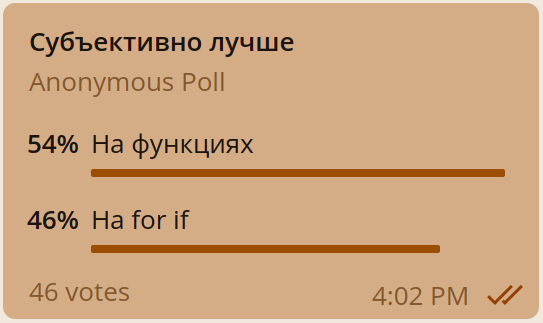 Субъективно лучше
Anonymous Poll
54% На функциях
46% На for if
46 votes
4:02 PM